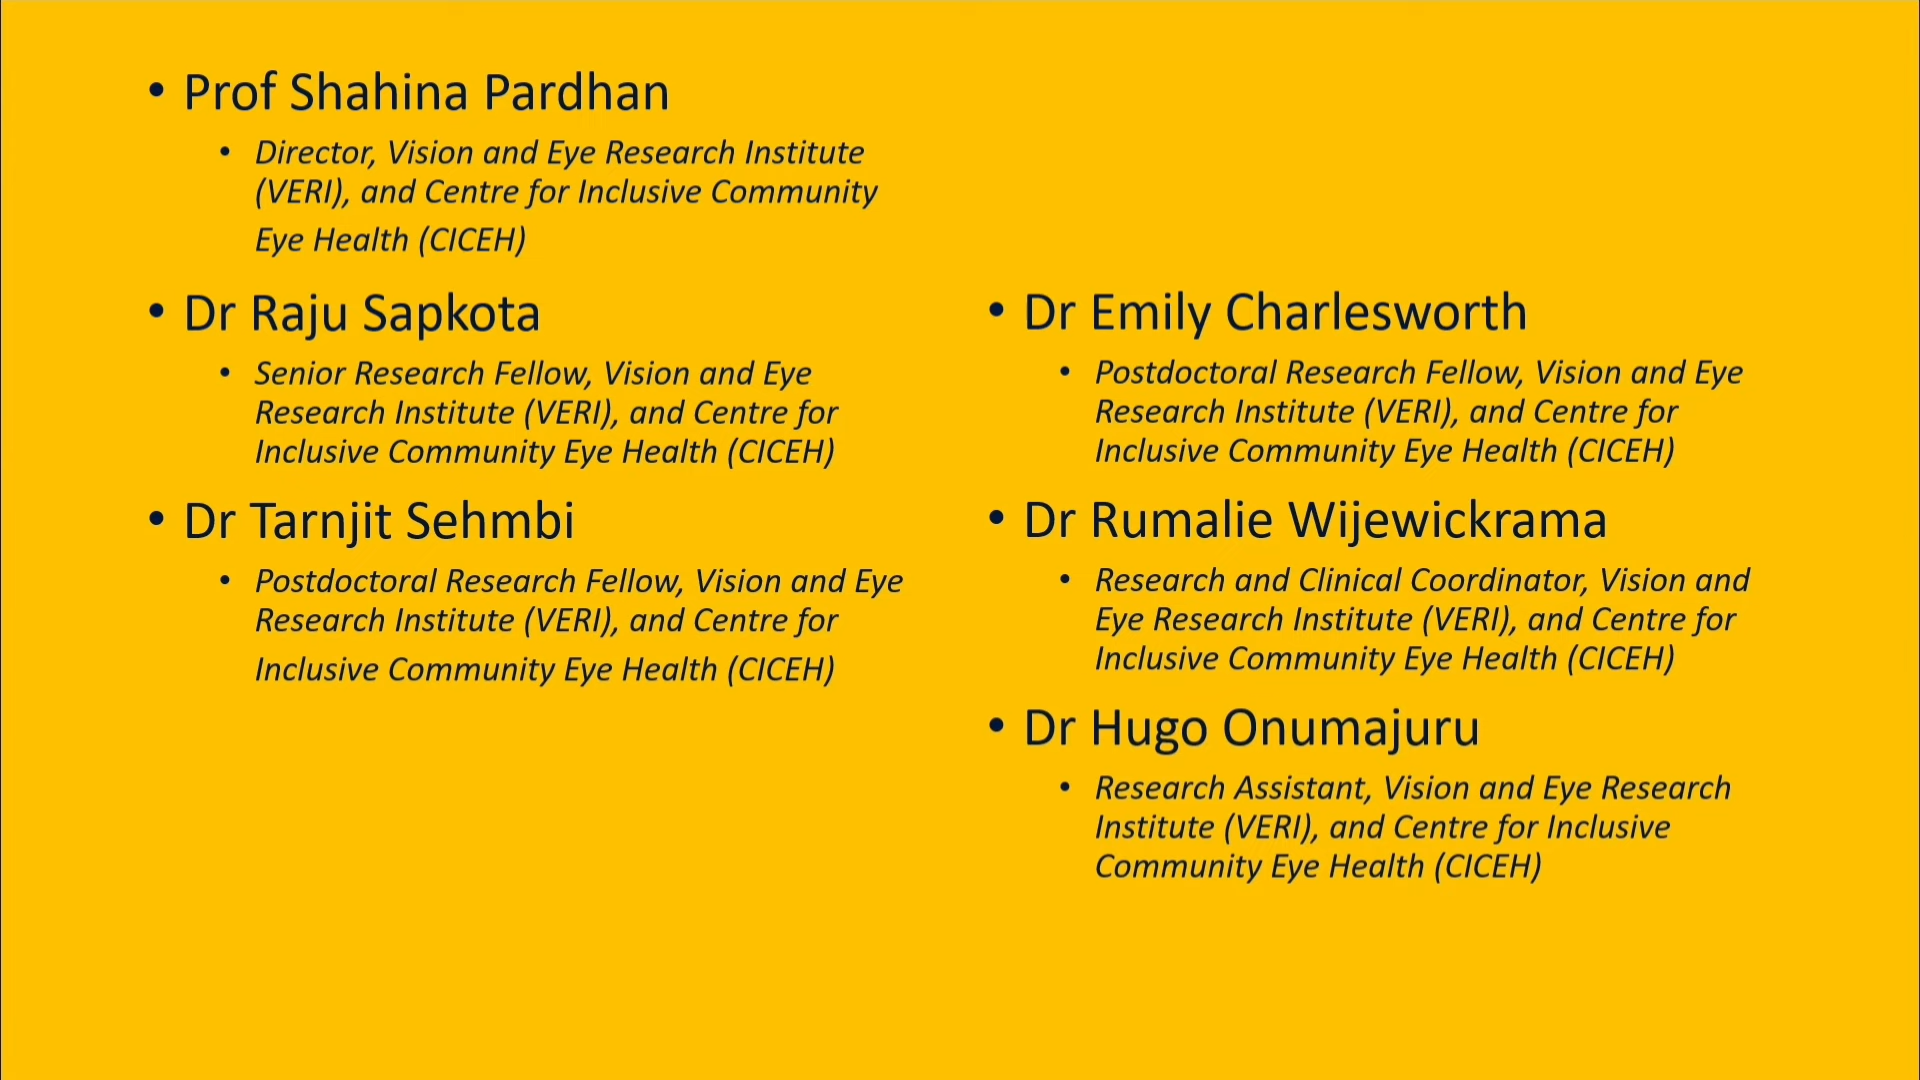 • Prof Shahina Pardhan
• Director, Vision and Eye Research Institute
(VERI), and Centre for Inclusive Community
Eye Health (CICEH)
• Dr Raju Sapkota
• Senior Research Fellow, Vision and Eye
Research Institute (VERI), and Centre for
Inclusive Community Eye Health (CICEH)
• Dr Tarnjit Sehmbi
• Postdoctoral Research Fellow, Vision and Eye
Research Institute (VERI), and Centre for
Inclusive Community Eye Health (CICEH)
• Dr Emily Charlesworth
• Postdoctoral Research Fellow, Vision and Eye
Research Institute (VERI), and Centre for
Inclusive Community Eye Health (CICEH)
• Dr Rumalie Wijewickrama
• Research and Clinical Coordinator, Vision and
Eye Research Institute (VERI), and Centre for
Inclusive Community Eye Health (CICEH)
• Dr Hugo Onumajuru
• Research Assistant, Vision and Eye Research
Institute (VERI), and Centre for Inclusive
Community Eye Health (CICEH)